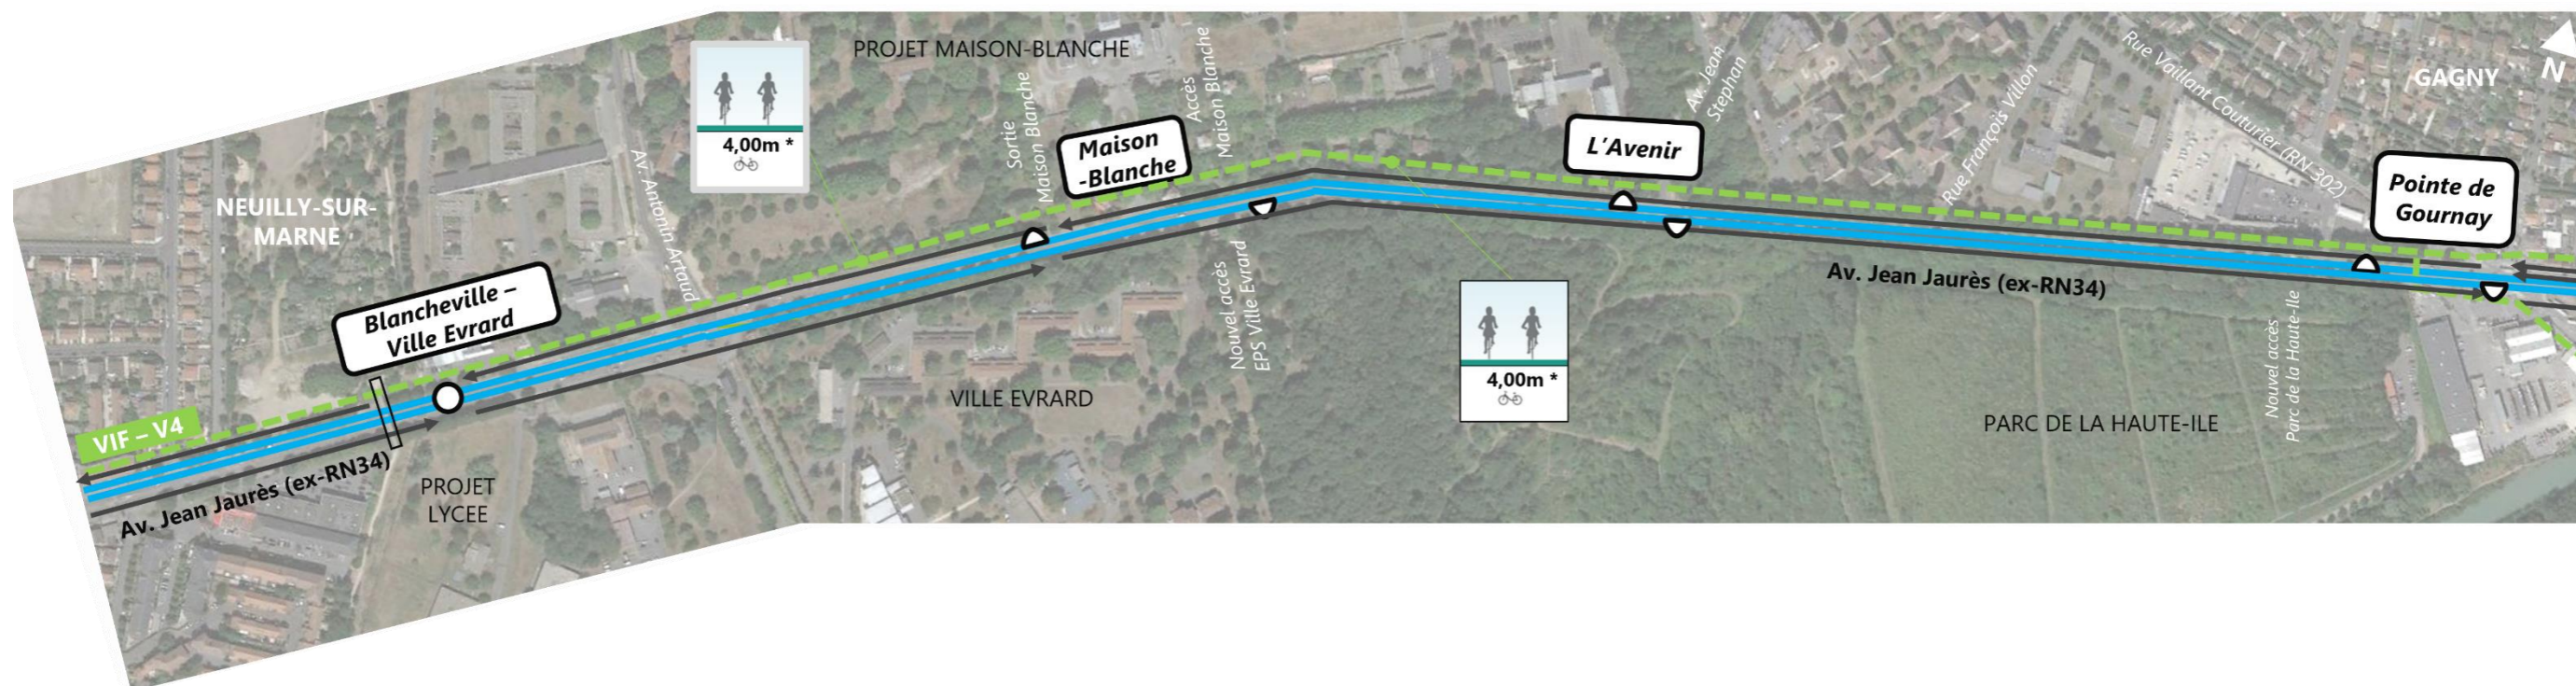 PROJET MAISON-BLANCHE
4,00m *
Sortie
Maison Blanche
Accès
Maison Blanche
Maison
-Blanche
L'Avenir
Av. Jean
Stephan
Rue François Villon
Rue Vaillant Couturier (RN 302)
GAGNY
N
Pointe de
Gournay
NEUILLY-SUR-
MARNE
Av. Antonin Artaud
Blancheville –
Ville Evrard
VIF – V4
Av. Jean Jaurès (ex-RN34)
PROJET
LYCEE
VILLE EVRARD
Nouvel accès
EPS Ville Evrard
4,00m *
Av. Jean Jaurès (ex-RN34)
PARC DE LA HAUTE-ILE
Nouvel accès
Parc de la Haute-Ile